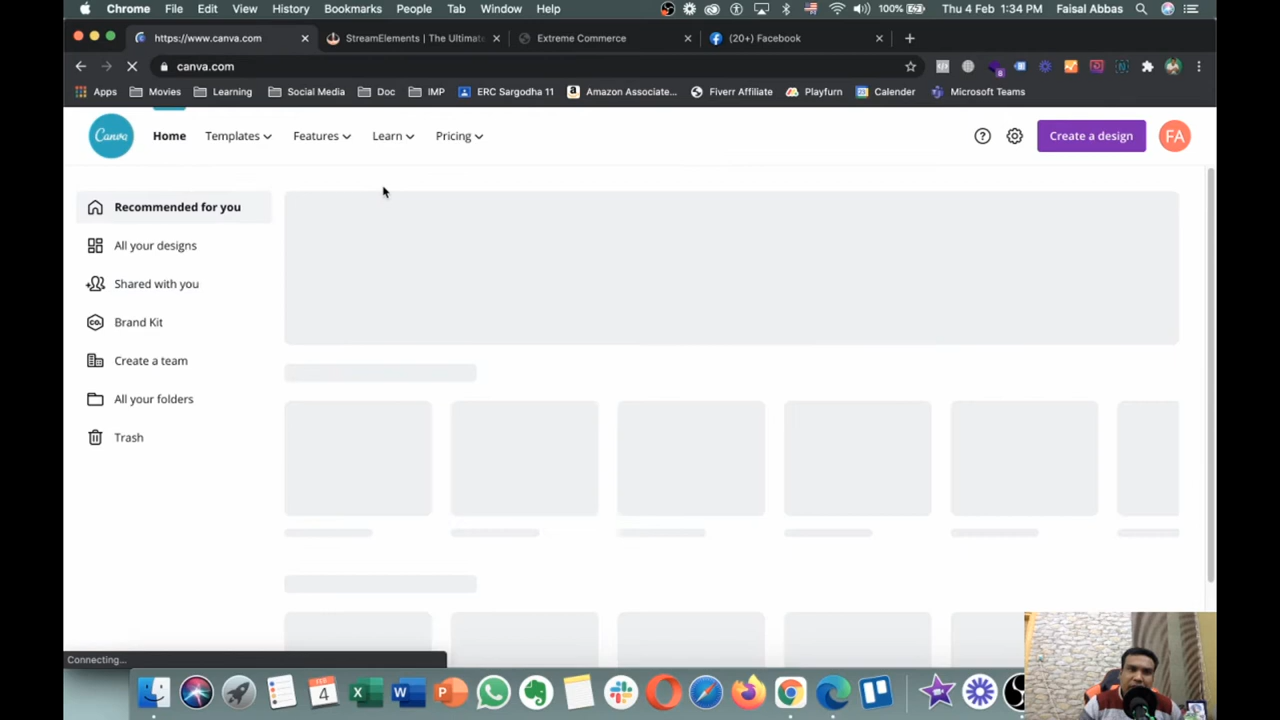 Chrome File Edit View History Bookmarks People Tab Window Help 100% Thu 4 Feb 1:34 PM Faisal Abbas
https://www.canva.com StreamElements | The Ultimate Extreme Commerce (20+) Facebook
canva.com
Apps Movies Learning Social Media Doc IMP ERC Sargodha 11 Amazon Associate... Fiverr Affiliate Playfurn Calender Microsoft Teams
Canva Home Templates Features Learn Pricing Create a design FA
Recommended for you
All your designs
Shared with you
Brand Kit
Create a team
All your folders
Trash
Connecting...